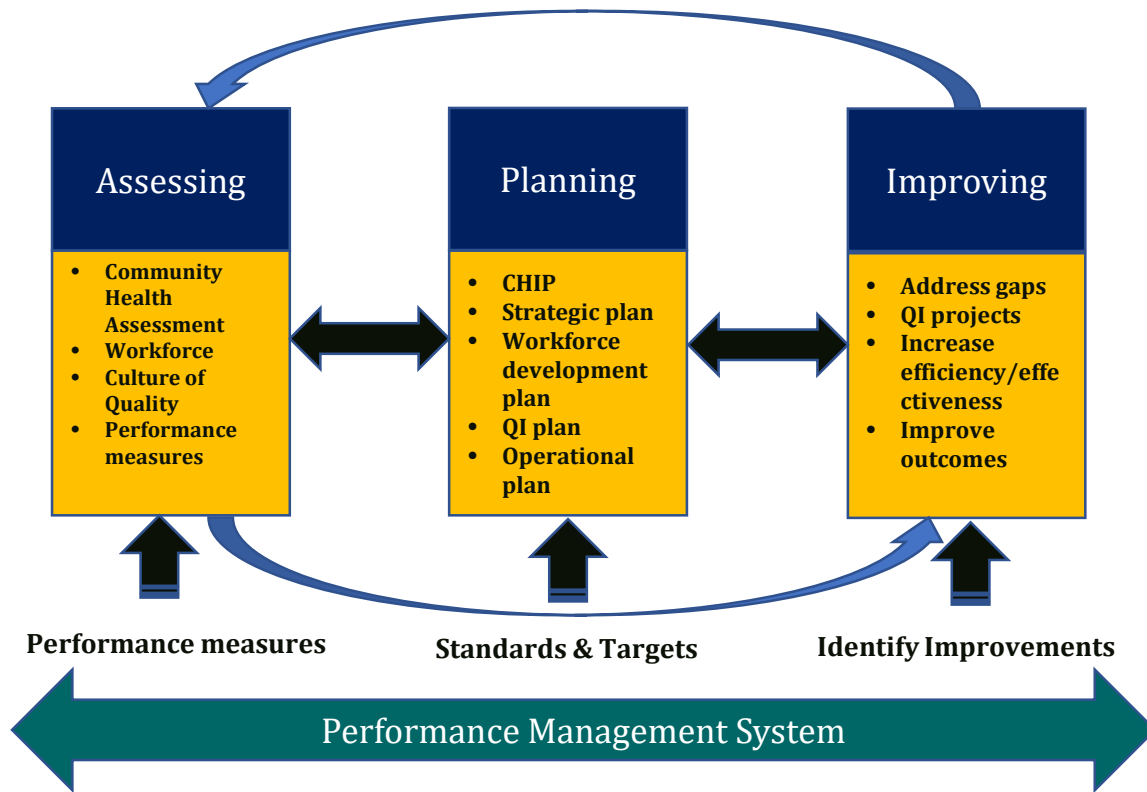 Assessing
• Community
Health
Assessment
• Workforce
• Culture of
Quality
• Performance
measures
Planning
• CHIP
• Strategic plan
• Workforce
development
plan
• QI plan
• Operational
plan
Improving
• Address gaps
• QI projects
• Increase
efficiency/effe
ctiveness
• Improve
outcomes
Performance measures
Standards & Targets
Identify Improvements
Performance Management System